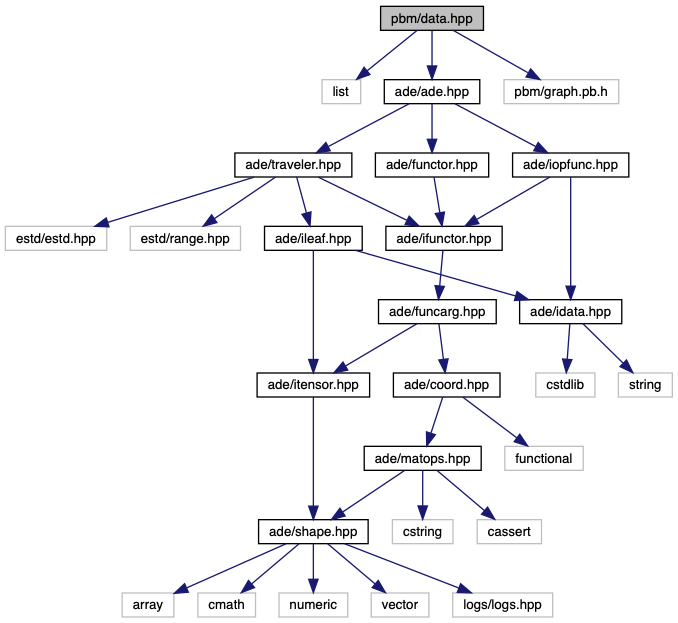 pbm/data.hpp
list
ade/ade.hpp
pbm/graph.pb.h
ade/traveler.hpp
ade/functor.hpp
ade/iopfunc.hpp
estd/estd.hpp
estd/range.hpp
ade/ileaf.hpp
ade/ifunctor.hpp
ade/funcarg.hpp
ade/idata.hpp
ade/itensor.hpp
ade/coord.hpp
cstdlib
string
ade/matops.hpp
functional
ade/shape.hpp
cstring
cassert
array
cmath
numeric
vector
logs/logs.hpp